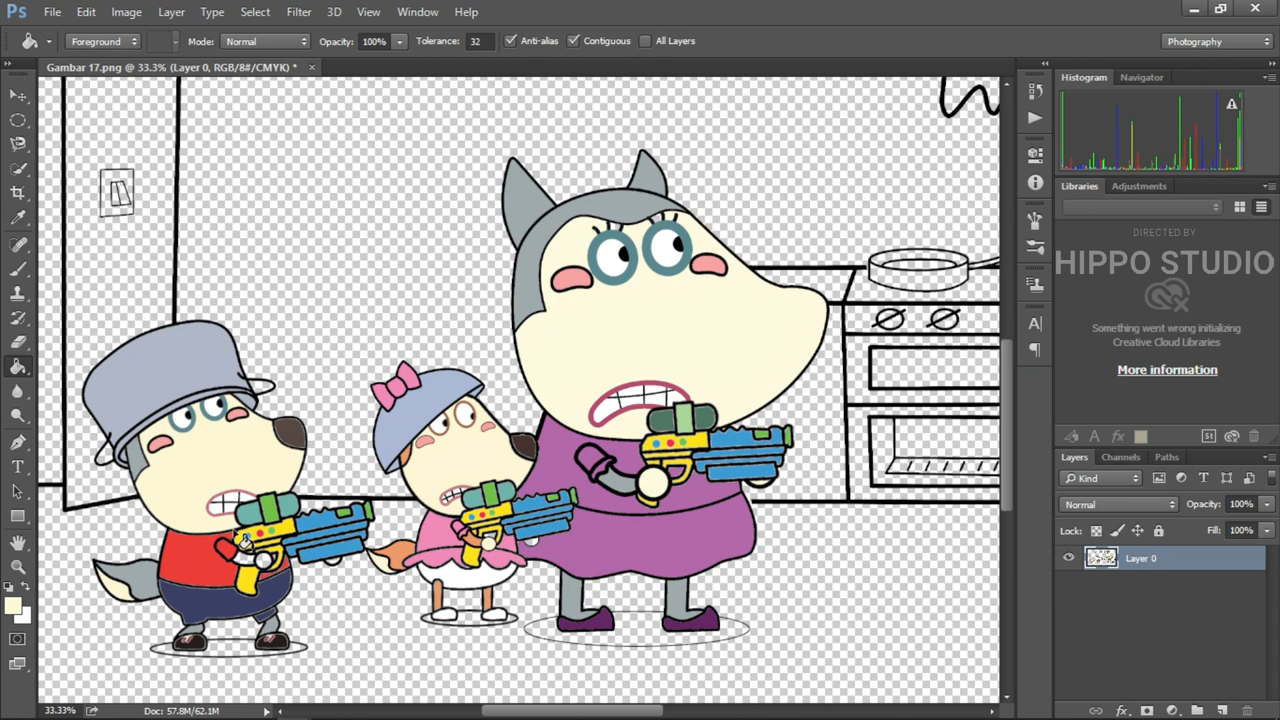 Ps File Edit Image Layer Type Select Filter 3D View Window Help
Foreground Mode: Normal Opacity: 100% Tolerance: 32 Anti-alias Contiguous All Layers Photography
Gambar 17.png @ 33.3% (Layer 0, RGB/8#/CMYK) *
Histogram Navigator
Libraries Adjustments
DIRECTED BY
HIPPO STUDIO
Something went wrong initializing
Creative Cloud Libraries
More information
St
fx
Layers Channels Paths
Kind
Normal Opacity: 100%
Lock: Fill: 100%
Layer 0
33.33% Doc: 57.8M/62.1M
fx